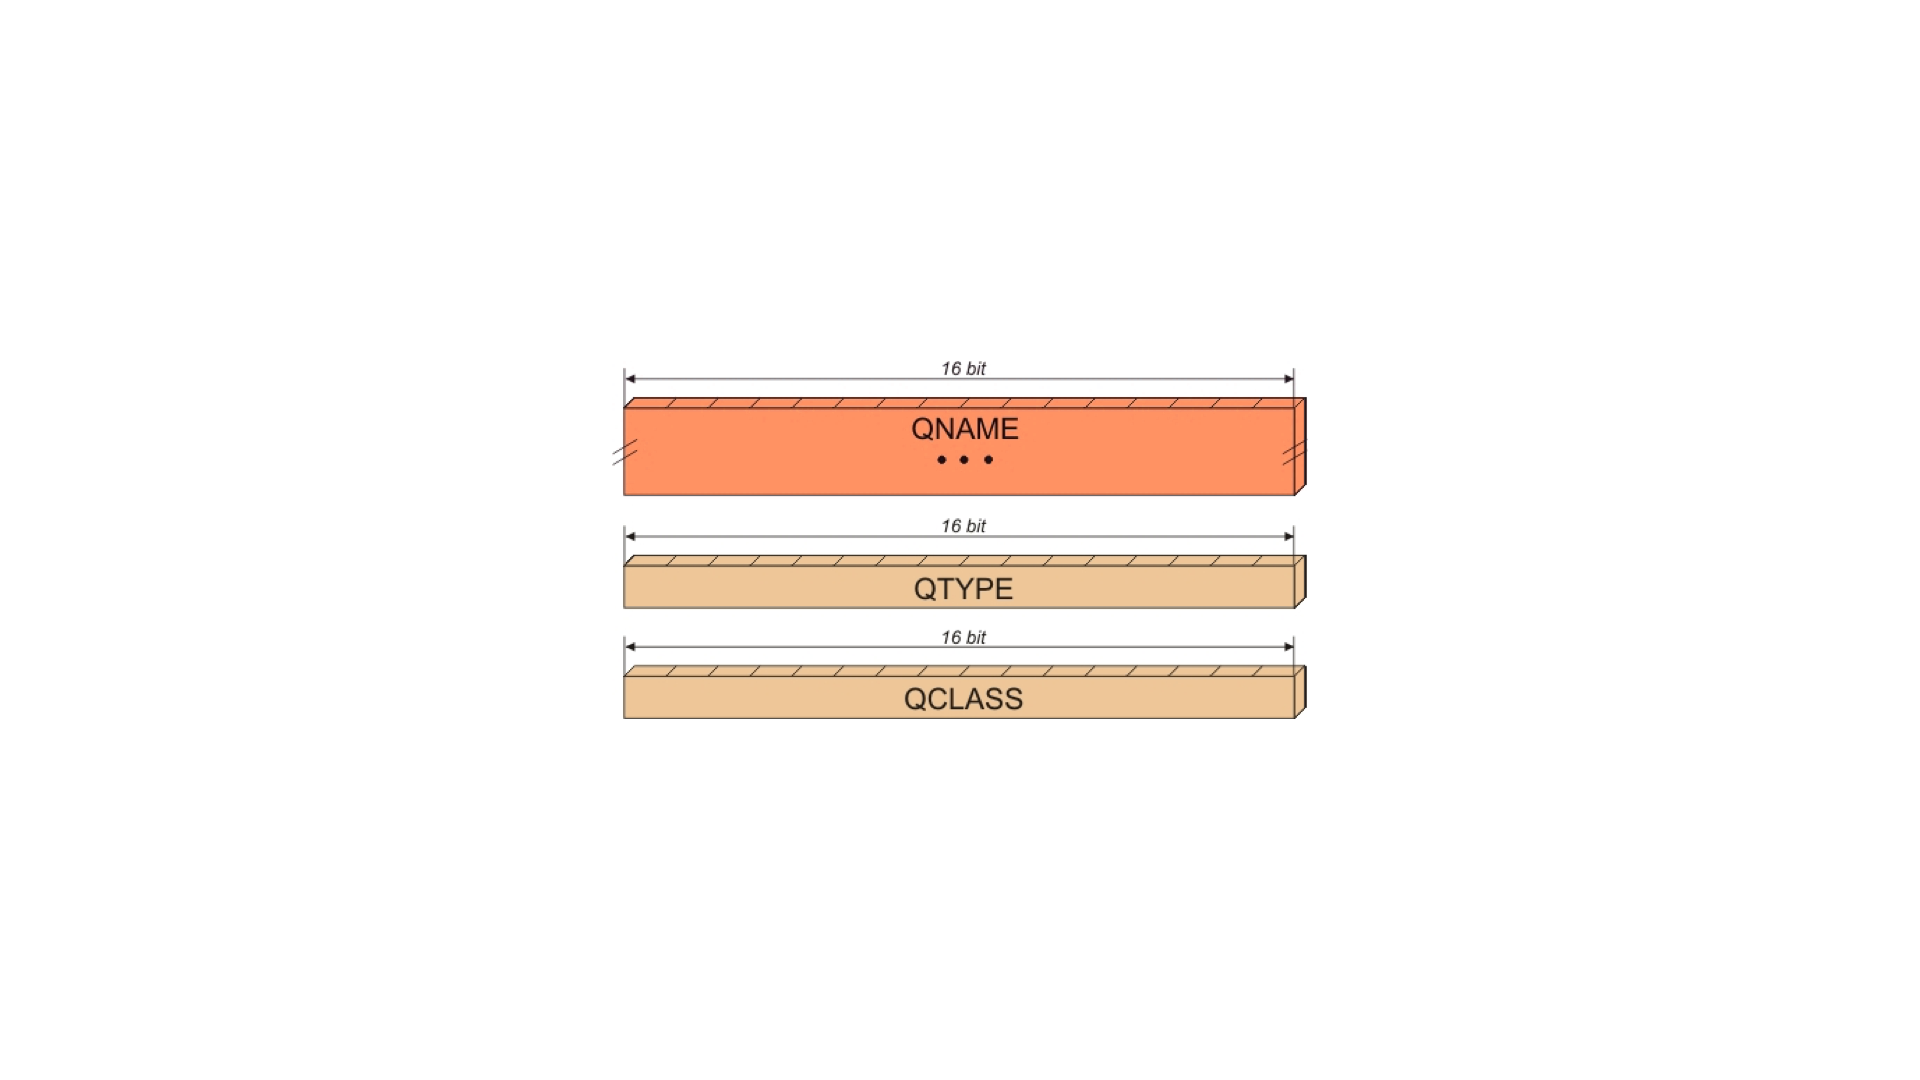 16 bit
QNAME
• • •
16 bit
QTYPE
16 bit
QCLASS